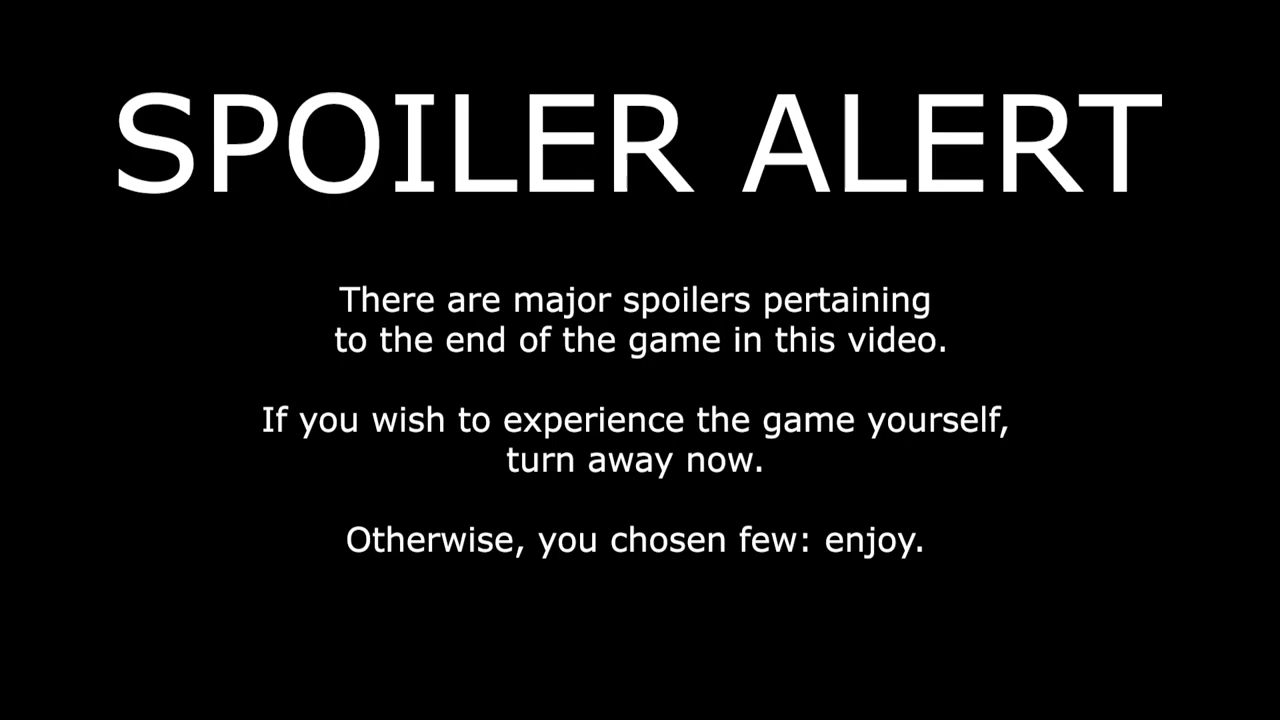 SPOILER ALERT
There are major spoilers pertaining
to the end of the game in this video.
If you wish to experience the game yourself,
turn away now.
Otherwise, you chosen few: enjoy.